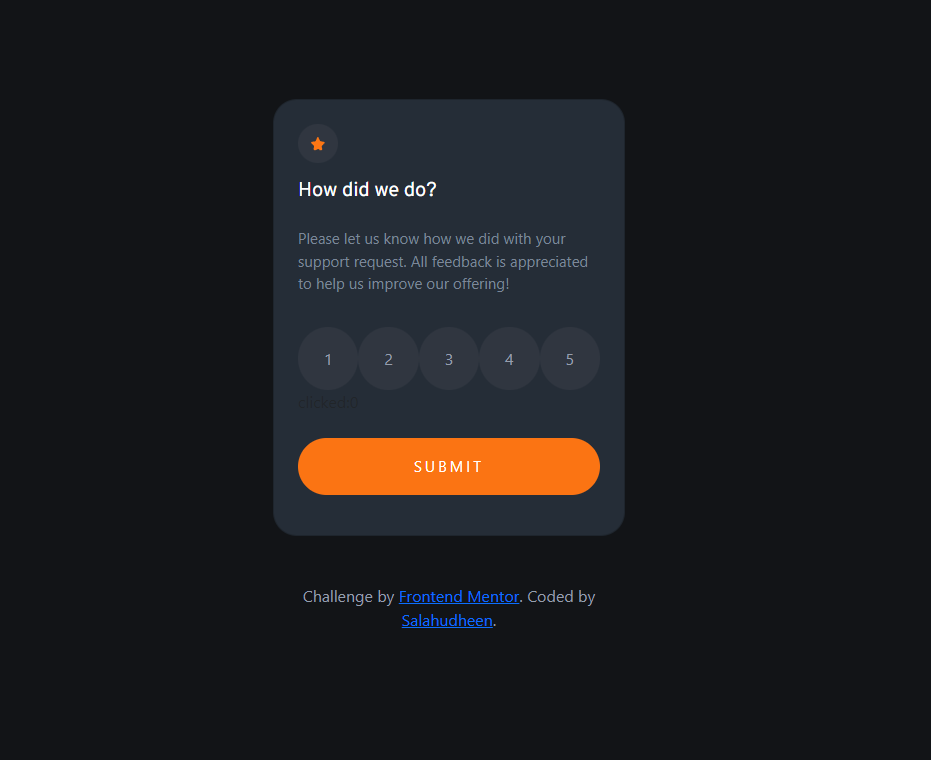 How did we do?
Please let us know how we did with your
support request. All feedback is appreciated
to help us improve our offering!
1 2 3 4 5
clicked:0
SUBMIT
Challenge by Frontend Mentor. Coded by
Salahudheen.